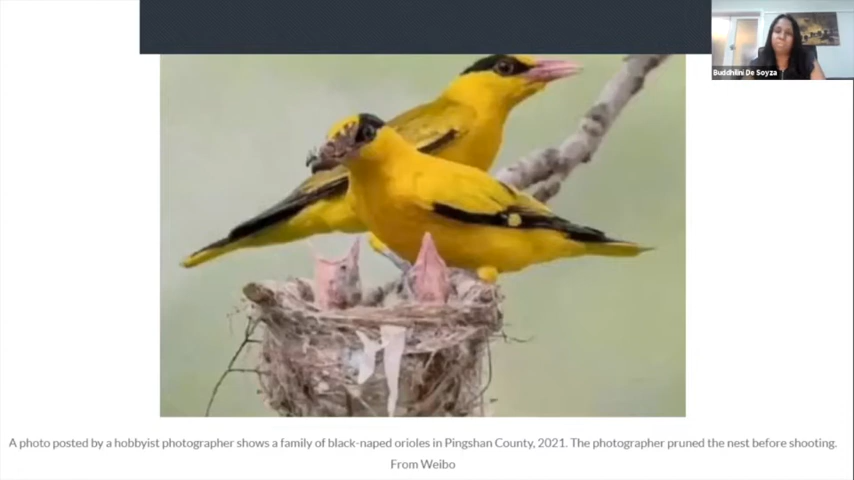 Buddhilini De Soyza
A photo posted by a hobbyist photographer shows a family of black-naped orioles in Pingshan County, 2021. The photographer pruned the nest before shooting.
From Weibo